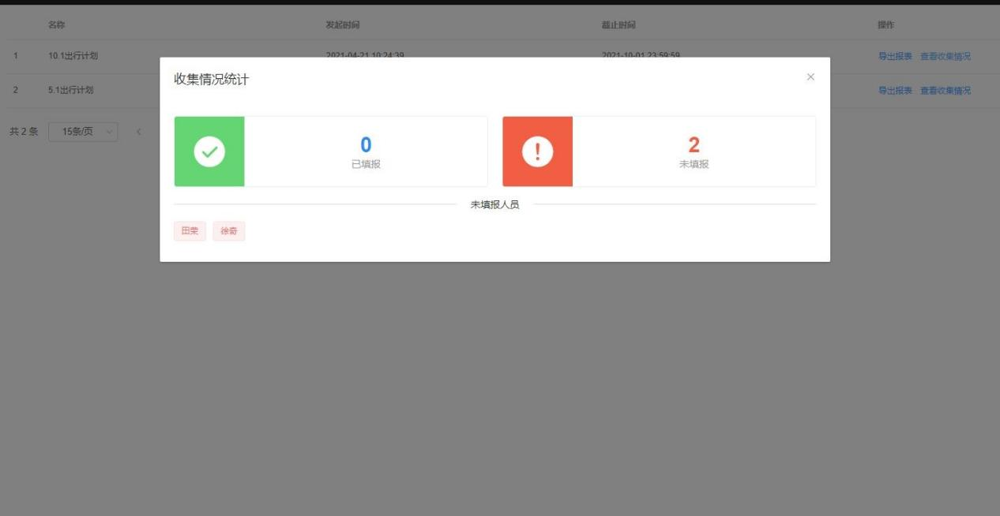 名称 发起时间 截止时间 操作
1 10.1出行计划 2021-04-21 10:24:39 2021-10-01 23:59:59 导出报表 查看收集情况
收集情况统计
2 5.1出行计划 导出报表 查看收集情况
共 2 条 15条/页
0
已填报
2
未填报
未填报人员
田荣 徐奇